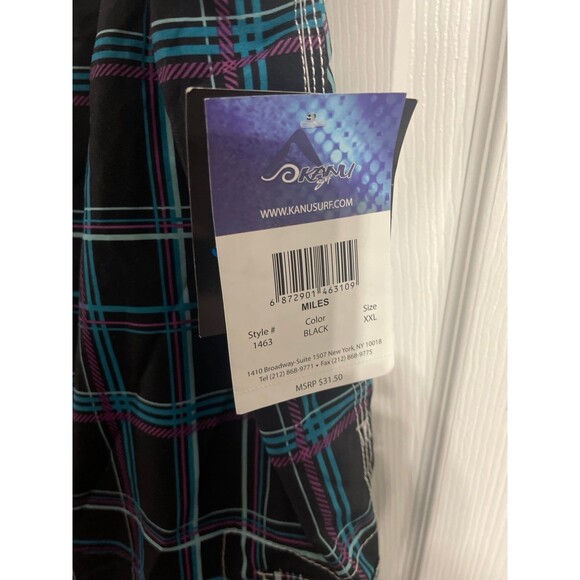 KANU
Surf
WWW.KANUSURF.COM
6 872901 463109
MILES
Style # Color Size
1463 BLACK XXL
1410 Broadway-Suite 1507 New York, NY 10018
Tel (212) 868-9771 • Fax (212) 868-9775
MSRP $31.50